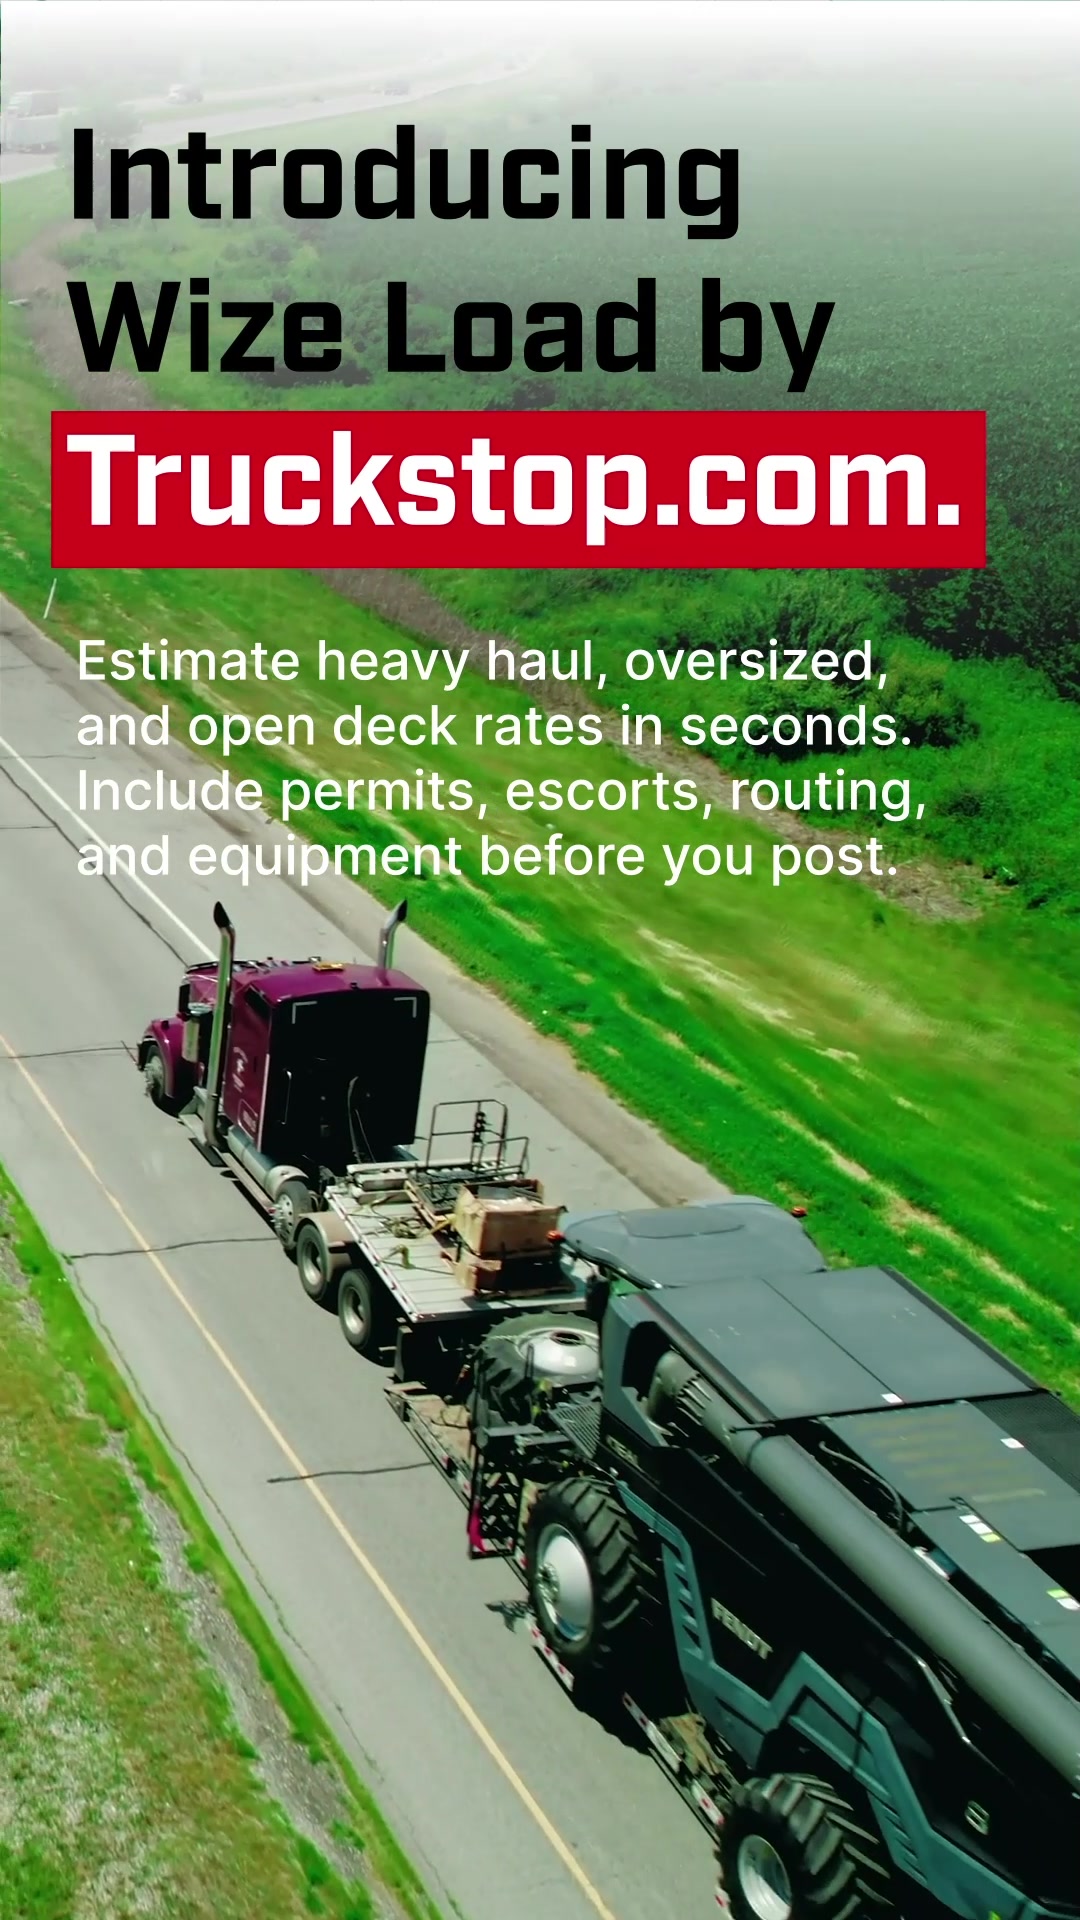 Introducing
Wize Load by
Truckstop.com.
Estimate heavy haul, oversized,
and open deck rates in seconds.
Include permits, escorts, routing,
and equipment before you post.
FENDT